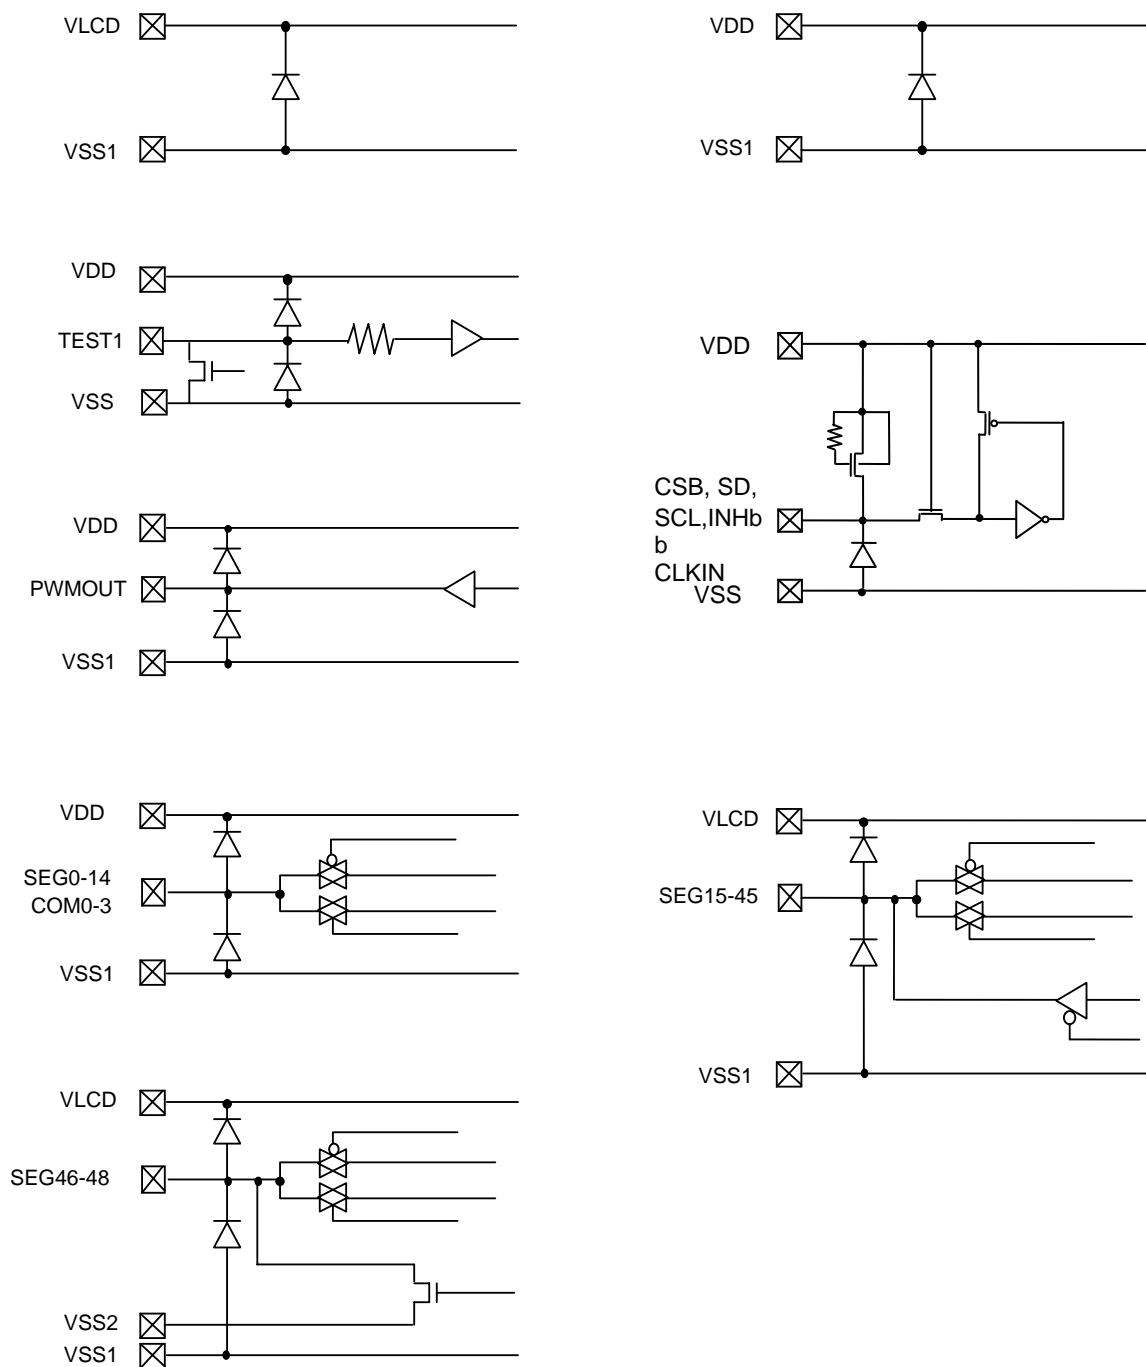 VLCD
VSS1
VDD
VSS1
VDD
TEST1
VSS
VDD
CSB, SD,
SCL,INHb
b
CLKIN
VSS
VDD
PWMOUT
VSS1
VDD
SEG0-14
COM0-3
VSS1
VLCD
SEG15-45
VSS1
VLCD
SEG46-48
VSS2
VSS1